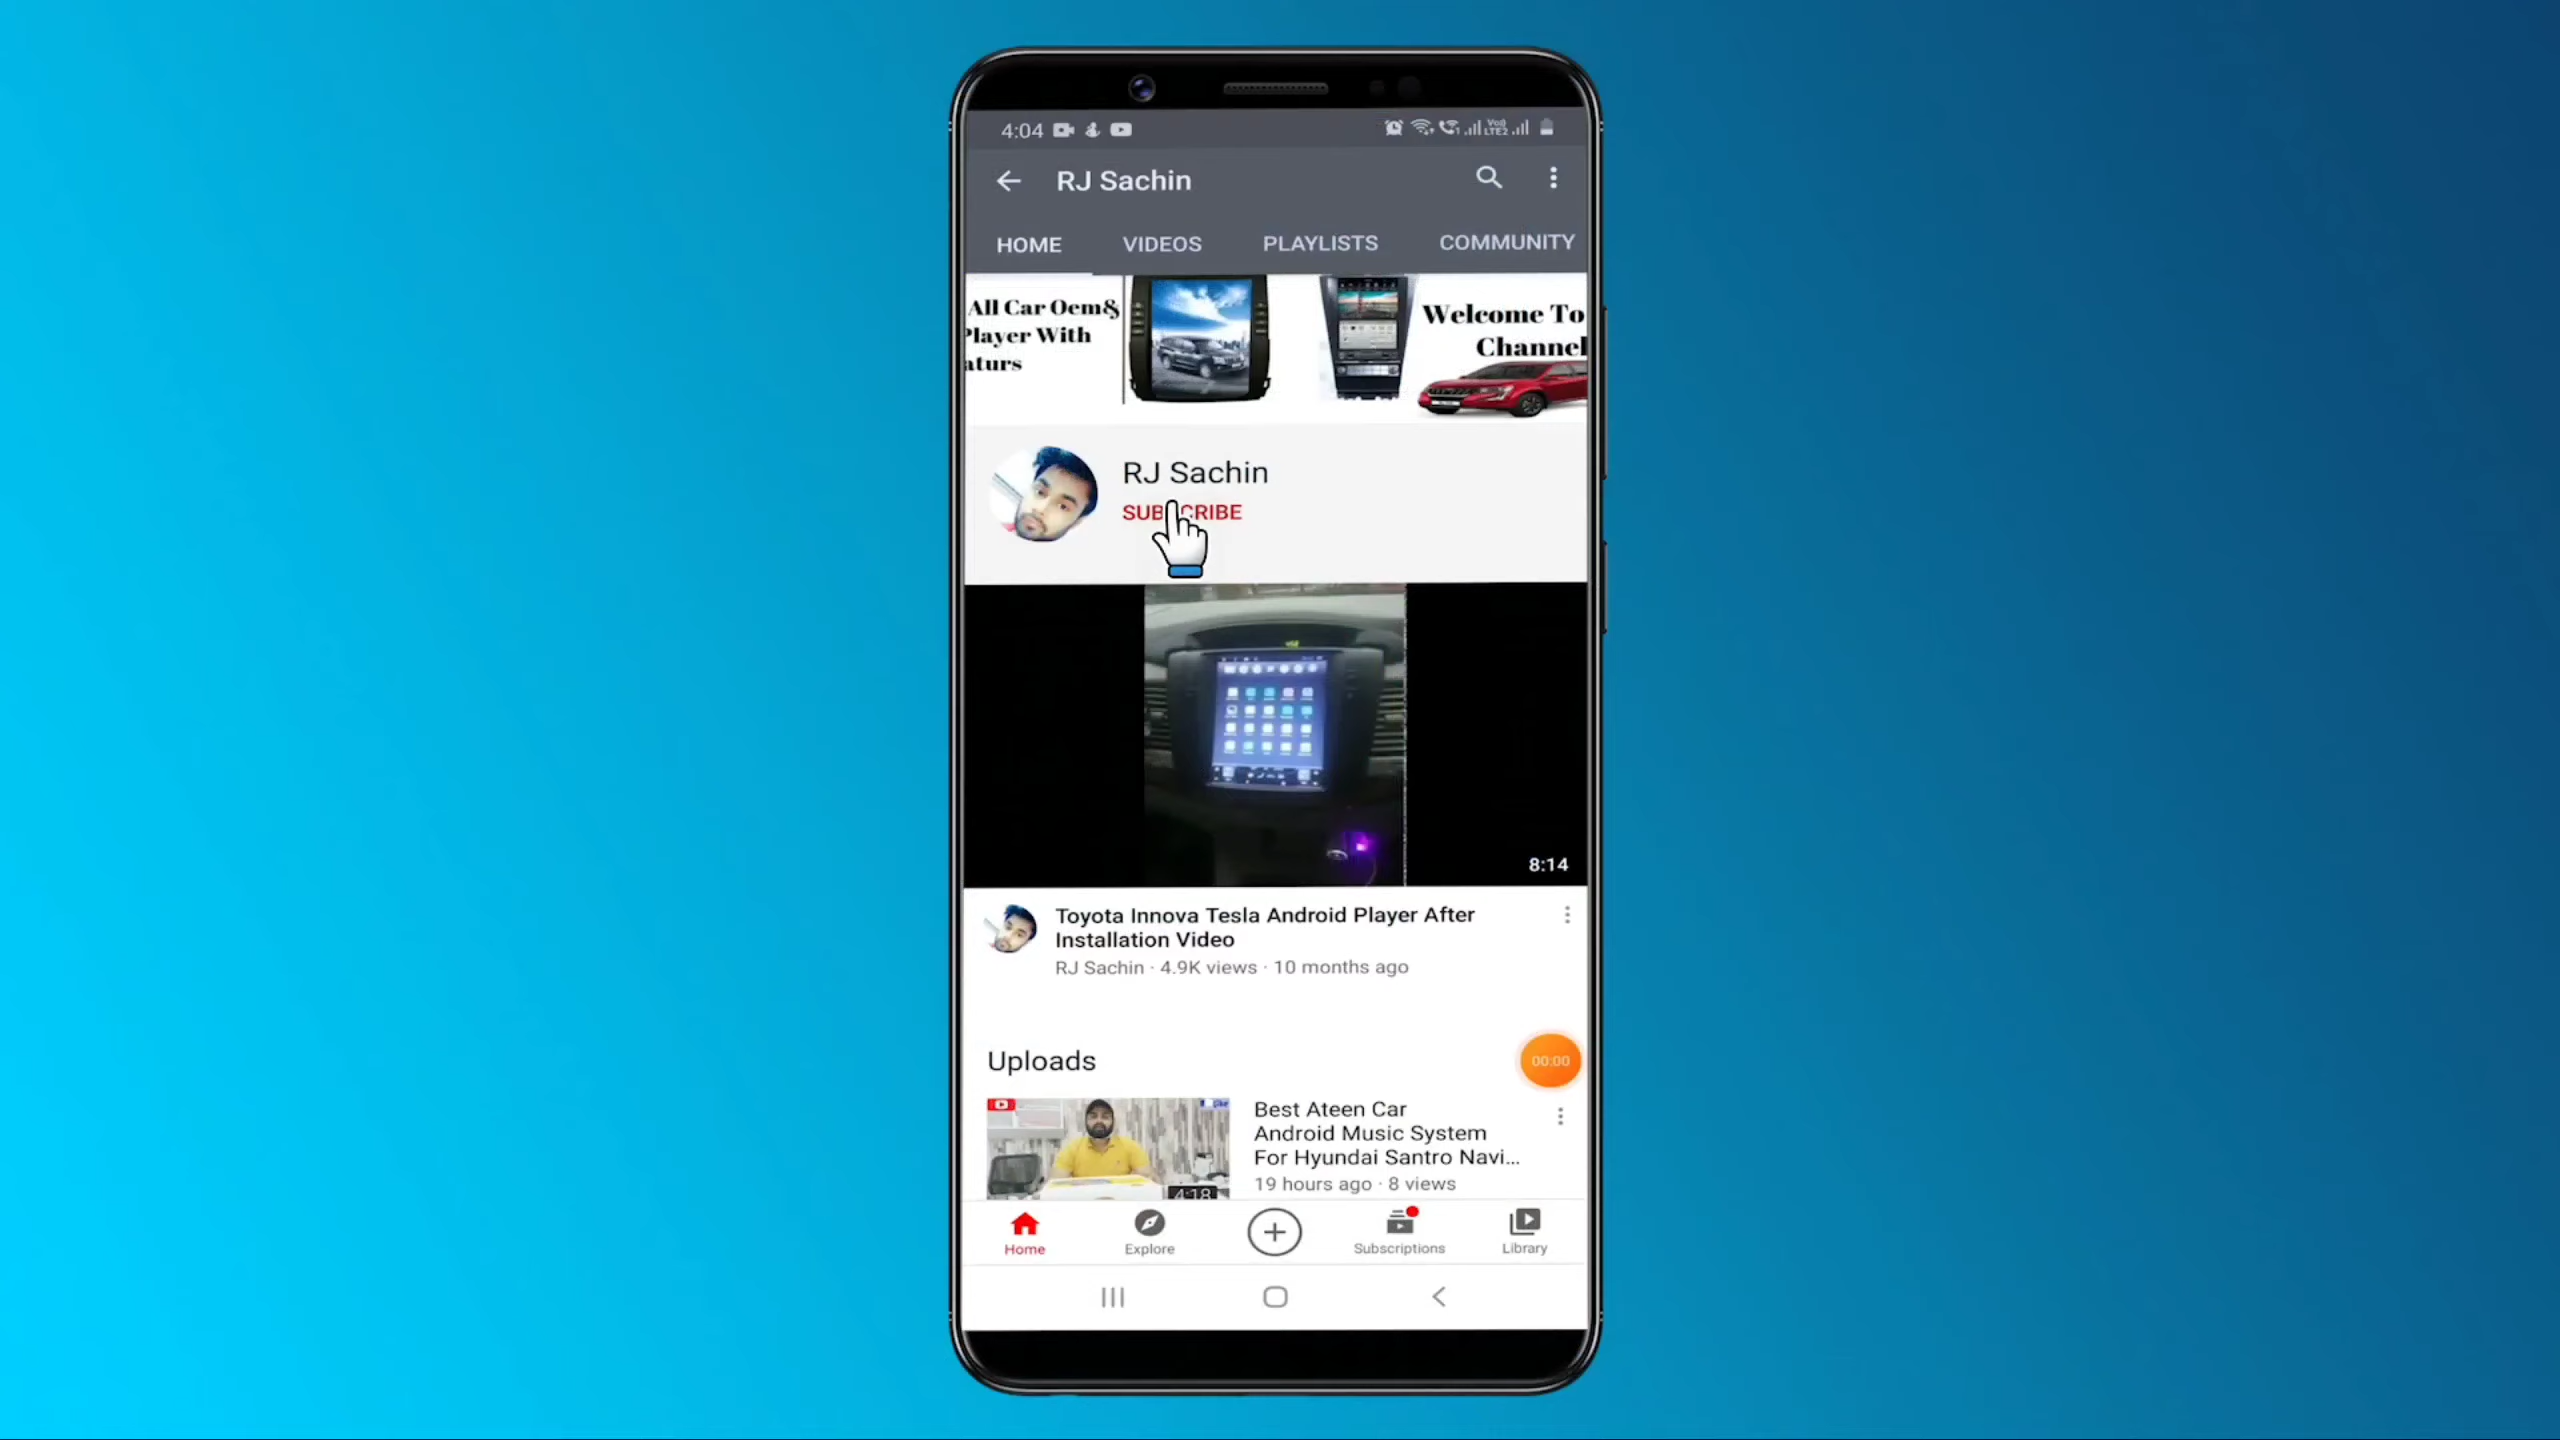 4:04
RJ Sachin
HOME VIDEOS PLAYLISTS COMMUNITY
All Car Oem&
Player With
aturs
Welcome To
Channel
RJ Sachin
SUBSCRIBE
8:14
Toyota Innova Tesla Android Player After
Installation Video
RJ Sachin · 4.9K views · 10 months ago
Uploads
00:00
Best Ateen Car
Android Music System
For Hyundai Santro Navi...
19 hours ago · 8 views
4:18
Home Explore Subscriptions Library